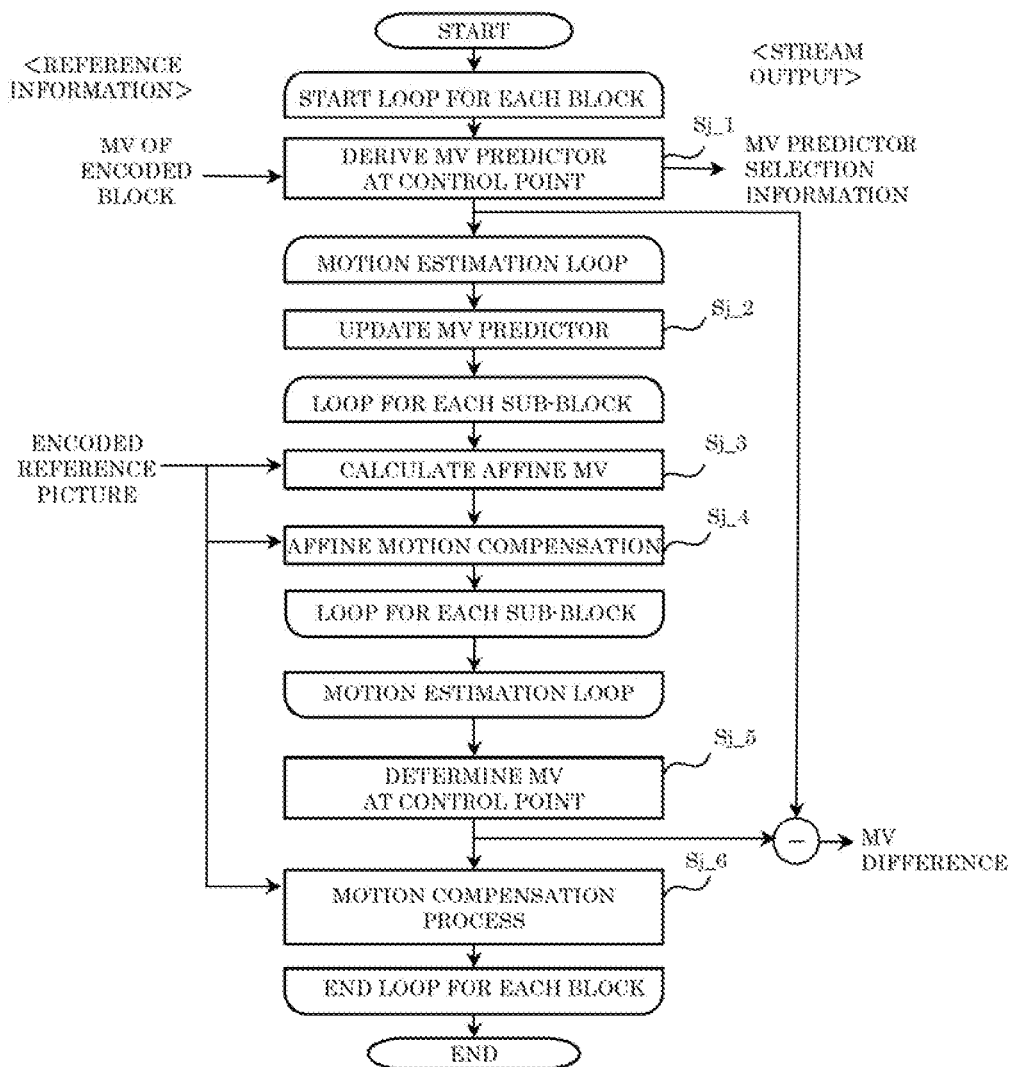 START
<REFERENCE
INFORMATION>
<STREAM
OUTPUT>
START LOOP FOR EACH BLOCK
Sj_1
MV OF
ENCODED
BLOCK
DERIVE MV PREDICTOR
AT CONTROL POINT
MV PREDICTOR
SELECTION
INFORMATION
MOTION ESTIMATION LOOP
Sj_2
UPDATE MV PREDICTOR
LOOP FOR EACH SUB-BLOCK
ENCODED
REFERENCE
PICTURE
Sj_3
CALCULATE AFFINE MV
Sj_4
AFFINE MOTION COMPENSATION
LOOP FOR EACH SUB-BLOCK
MOTION ESTIMATION LOOP
Sj_5
DETERMINE MV
AT CONTROL POINT
−
MV
DIFFERENCE
Sj_6
MOTION COMPENSATION
PROCESS
END LOOP FOR EACH BLOCK
END